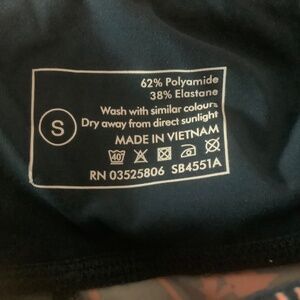 62% Polyamide
38% Elastane
Wash with similar colours
Dry away from direct sunlight
S
MADE IN VIETNAM
40
RN 03525806 SB4551A